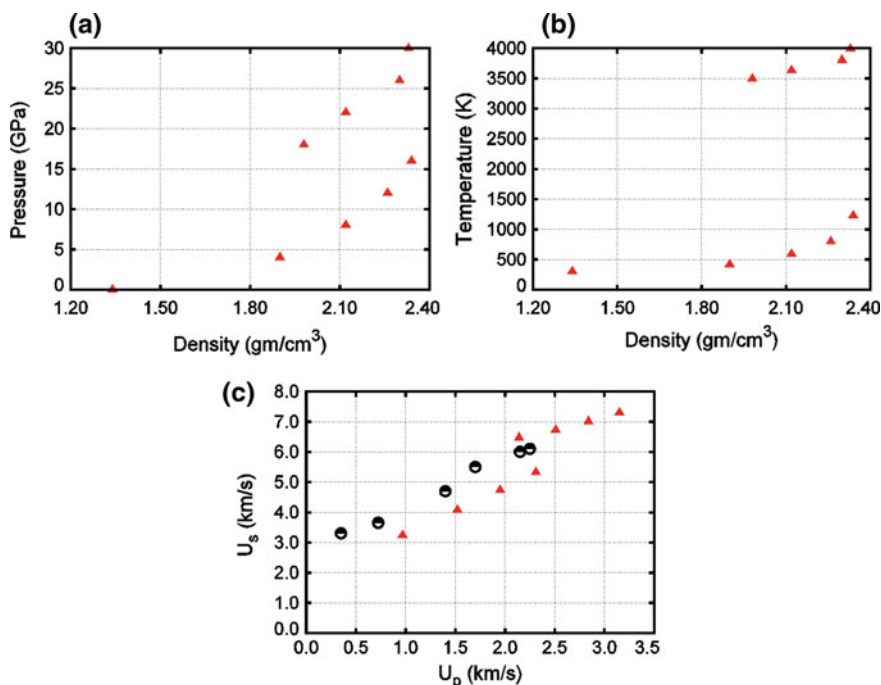 (a)
30
25
20
15
10
5
0
Pressure (GPa)
1.20 1.50 1.80 2.10 2.40
Density (gm/cm³)
(b)
4000
3500
3000
2500
2000
1500
1000
500
Temperature (K)
1.20 1.50 1.80 2.10 2.40
Density (gm/cm³)
(c)
8.0
7.0
6.0
5.0
4.0
3.0
2.0
1.0
0.0
Uₛ (km/s)
0.0 0.5 1.0 1.5 2.0 2.5 3.0 3.5
Uₚ (km/s)